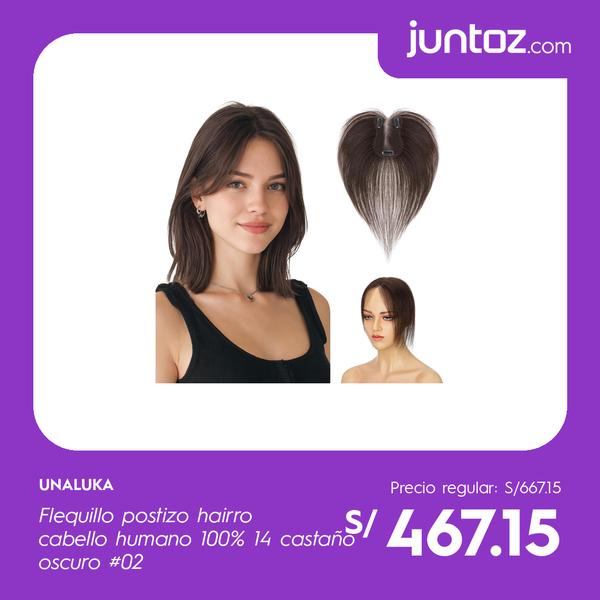 juntoz.com
UNALUKA
Flequillo postizo hairro
cabello humano 100% 14 castaño
oscuro #02
Precio regular: S/667.15
S/ 467.15